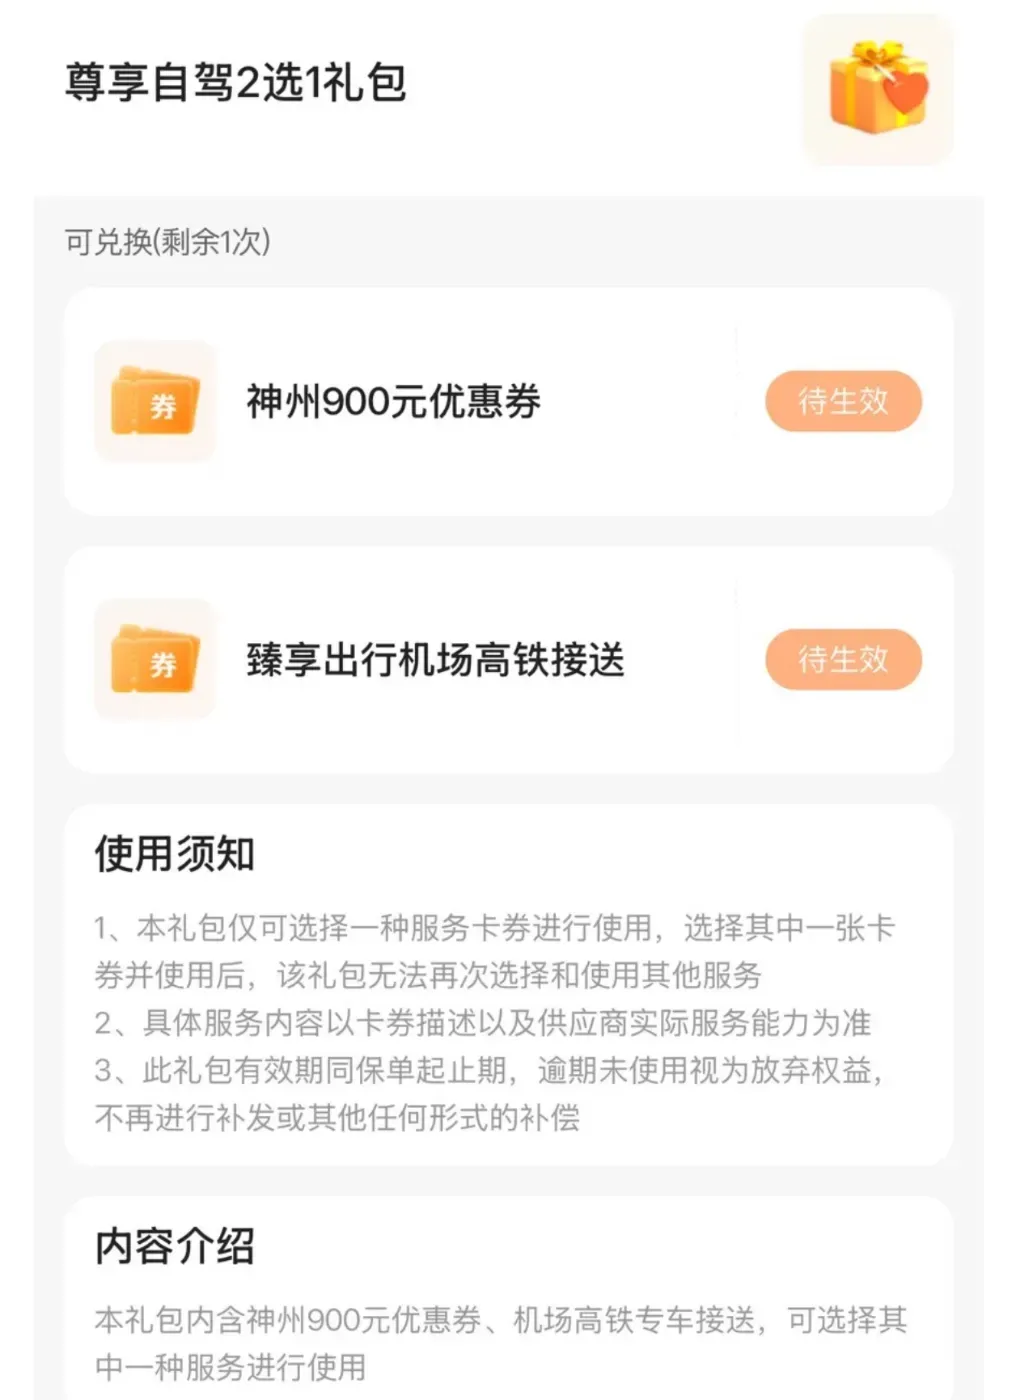 尊享自驾2选1礼包
可兑换(剩余1次)
券
神州900元优惠券
待生效
券
臻享出行机场高铁接送
待生效
使用须知
1、本礼包仅可选择一种服务卡券进行使用，选择其中一张卡
券并使用后，该礼包无法再次选择和使用其他服务
2、具体服务内容以卡券描述以及供应商实际服务能力为准
3、此礼包有效期同保单起止期，逾期未使用视为放弃权益，
不再进行补发或其他任何形式的补偿
内容介绍
本礼包内含神州900元优惠券、机场高铁专车接送，可选择其
中一种服务进行使用